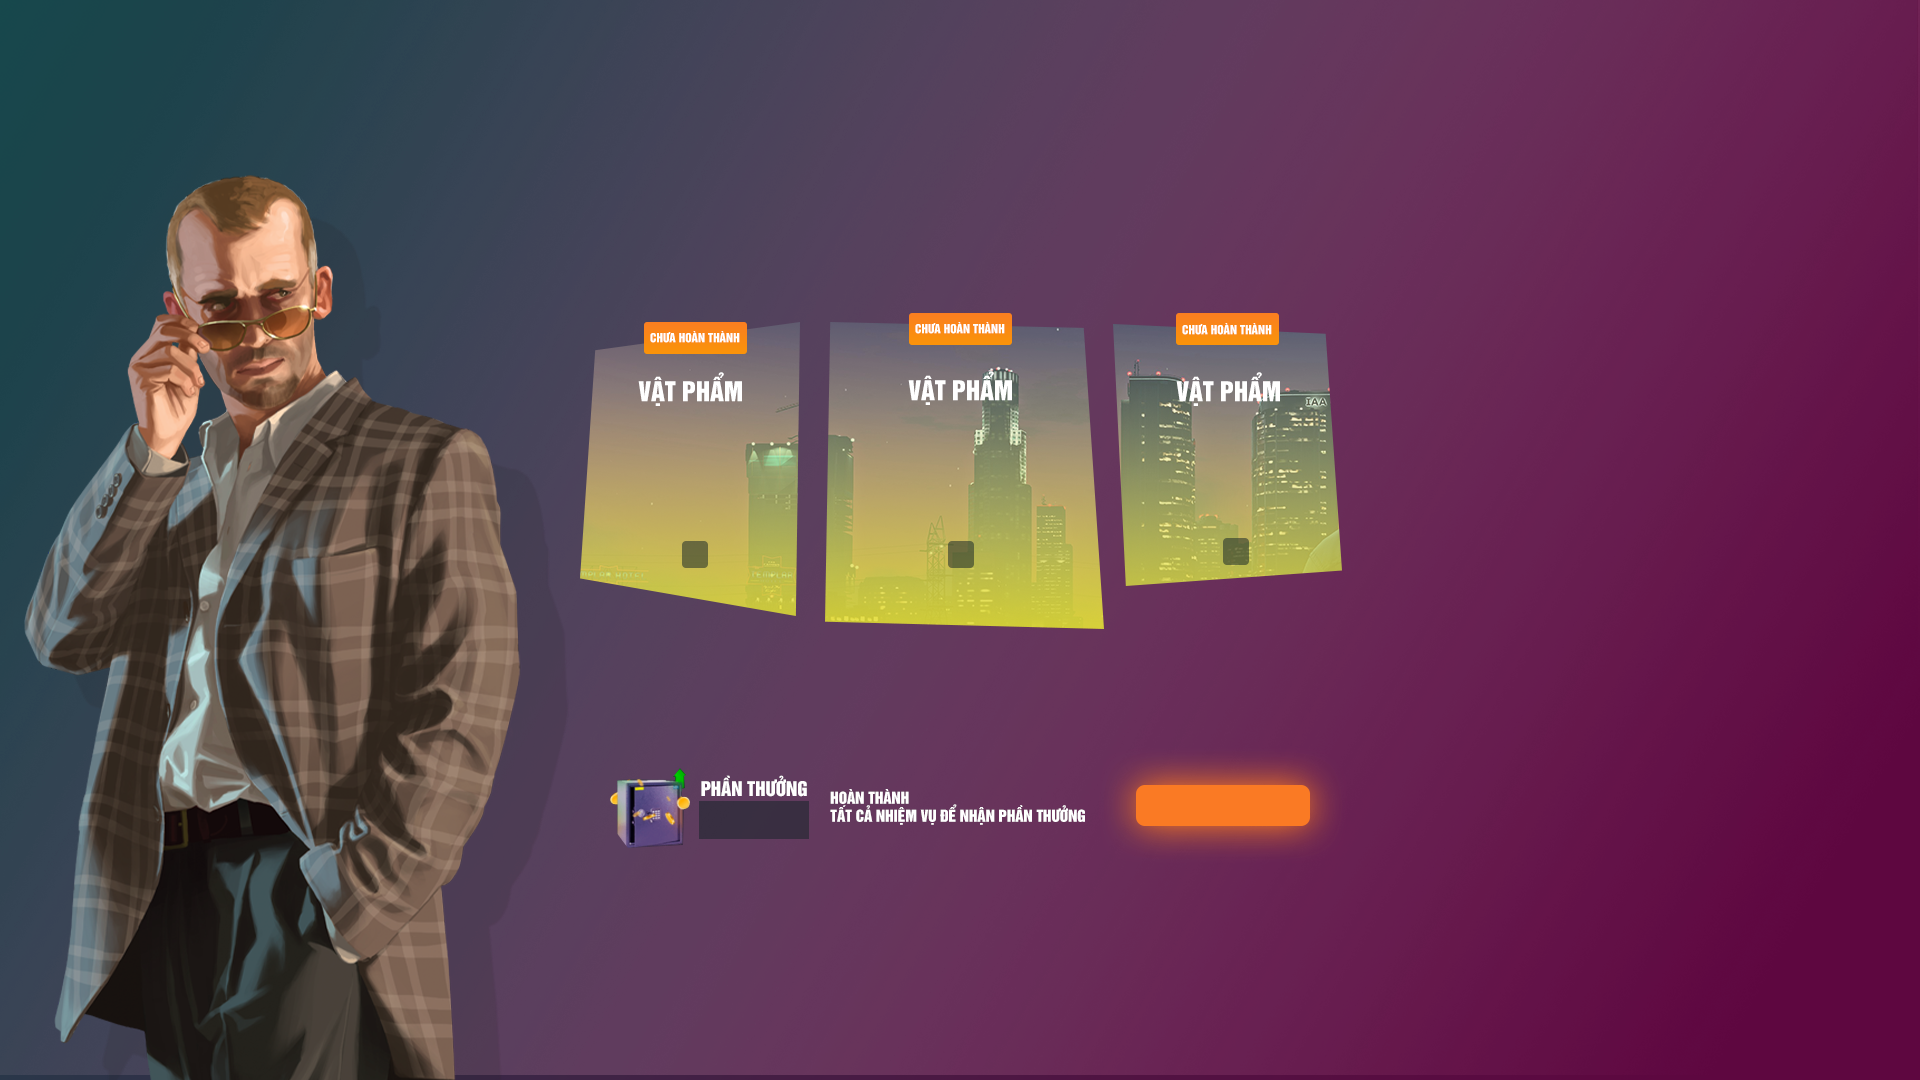 CHƯA HOÀN THÀNH
VẬT PHẨM
CHƯA HOÀN THÀNH
VẬT PHẨM
CHƯA HOÀN THÀNH
VẬT PHẨM
IAA
PHẦN THƯỞNG
HOÀN THÀNH
TẤT CẢ NHIỆM VỤ ĐỂ NHẬN PHẦN THƯỞNG